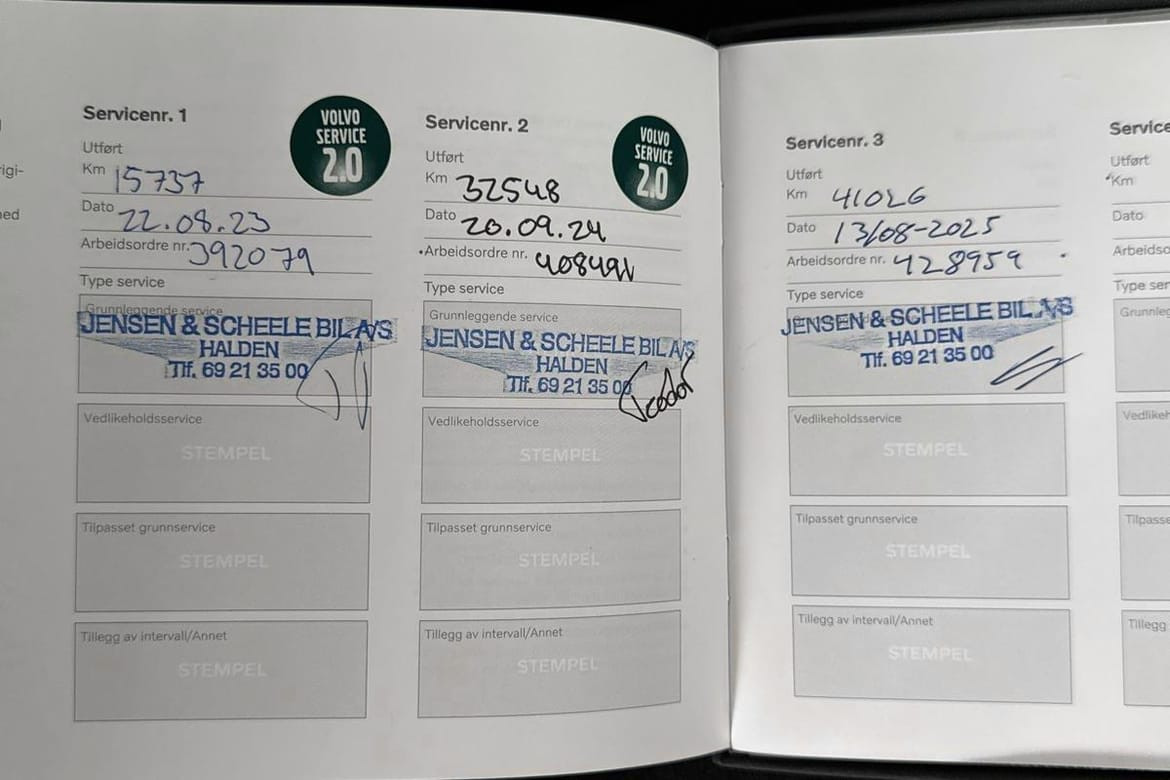 Servicenr. 1
VOLVO
SERVICE
2.0
Utført
Km 15737
Dato 22.08.23
Arbeidsordre nr. 392079
Type service
Grunnleggende service
JENSEN & SCHEELE BIL A/S
HALDEN
Tlf. 69 21 35 00
Vedlikeholdsservice
STEMPEL
Tilpasset grunnservice
STEMPEL
Tillegg av intervall/Annet
STEMPEL
Servicenr. 2
VOLVO
SERVICE
2.0
Utført
Km 32548
Dato 20.09.24
Arbeidsordre nr. 408491
Type service
Grunnleggende service
JENSEN & SCHEELE BIL A/S
HALDEN
Tlf. 69 21 35 00
Vedlikeholdsservice
STEMPEL
Tilpasset grunnservice
STEMPEL
Tillegg av intervall/Annet
STEMPEL
Servicenr. 3
Utført
Km 41026
Dato 13/08-2025
Arbeidsordre nr. 428959
Type service
JENSEN & SCHEELE BIL A/S
HALDEN
Tlf. 69 21 35 00
Vedlikeholdsservice
STEMPEL
Tilpasset grunnservice
STEMPEL
Tillegg av intervall/Annet
STEMPEL
Service
Utført
Km
Dato
Arbeidso
Type ser
Grunnleg
Vedlikeh
Tilpasse
Tillegg